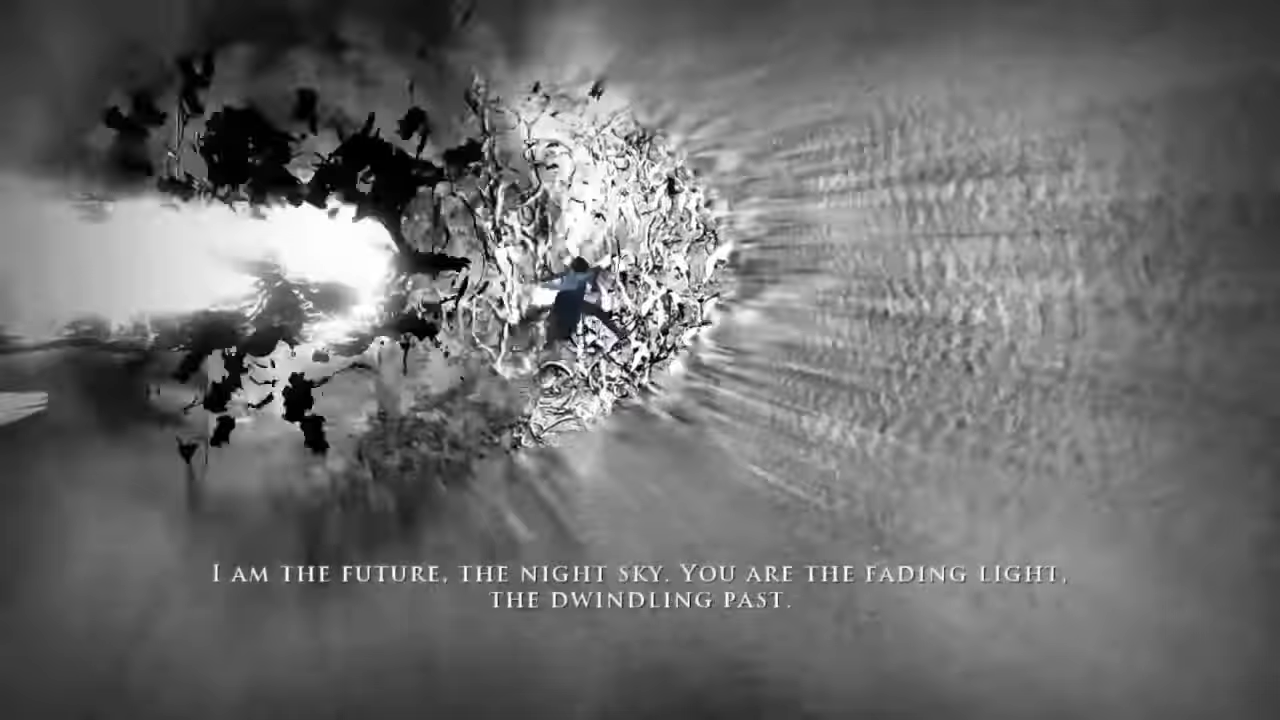 I AM THE FUTURE, THE NIGHT SKY. YOU ARE THE FADING LIGHT,
THE DWINDLING PAST.